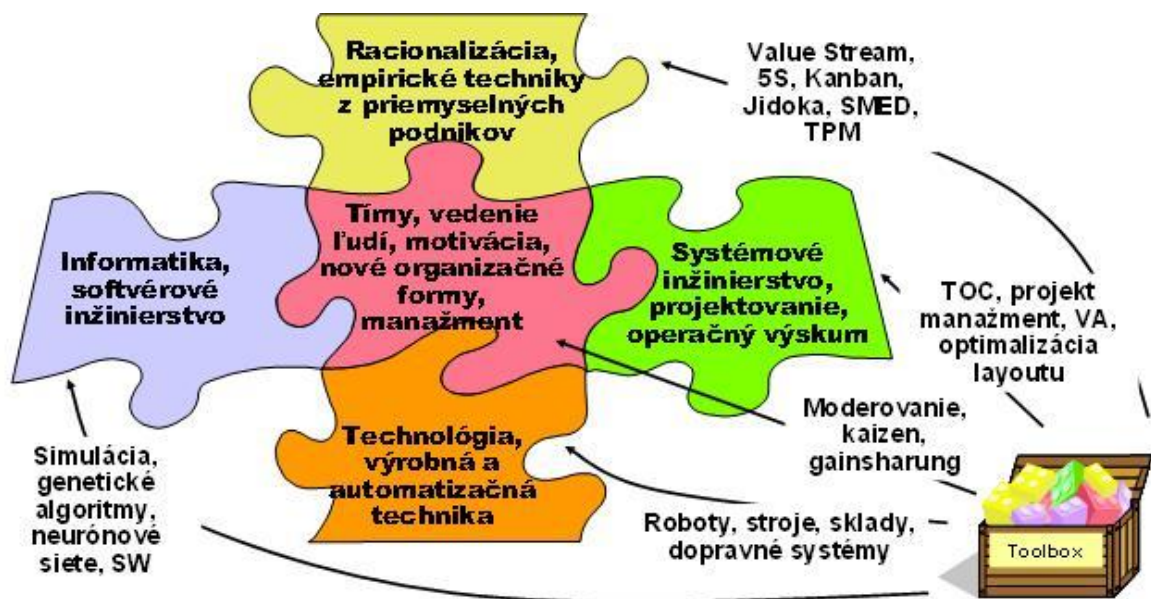 Racionalizácia,
empirické techniky
z priemyselných
podnikov
Value Stream,
5S, Kanban,
Jidoka, SMED,
TPM
Informatika,
softvérové
inžinierstvo
Tímy, vedenie
ľudí, motivácia,
nové organizačné
formy,
manažment
Systémové
inžinierstvo,
projektovanie,
operačný výskum
TOC, projekt
manažment, VA,
optimalizácia
layoutu
Moderovanie,
kaizen,
gainsharung
Technológia,
výrobná a
automatizačná
technika
Simulácia,
genetické
algoritmy,
neurónové
siete, SW
Roboty, stroje, sklady,
dopravné systémy
Toolbox